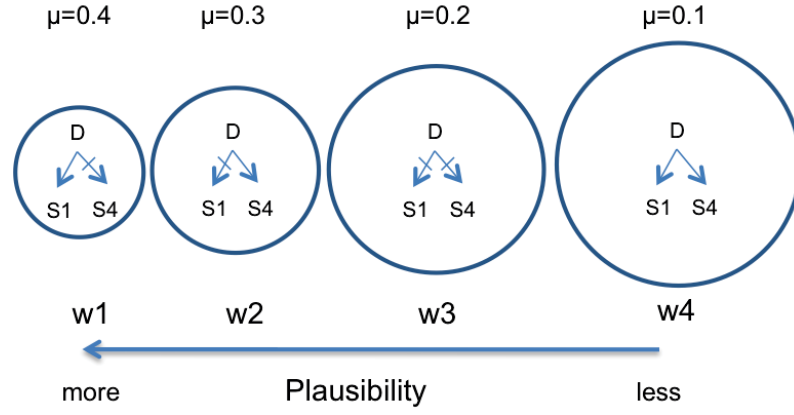 μ=0.4 μ=0.3 μ=0.2 μ=0.1
D D D D
S1 S4 S1 S4 S1 S4 S1 S4
w1 w2 w3 w4
more Plausibility less